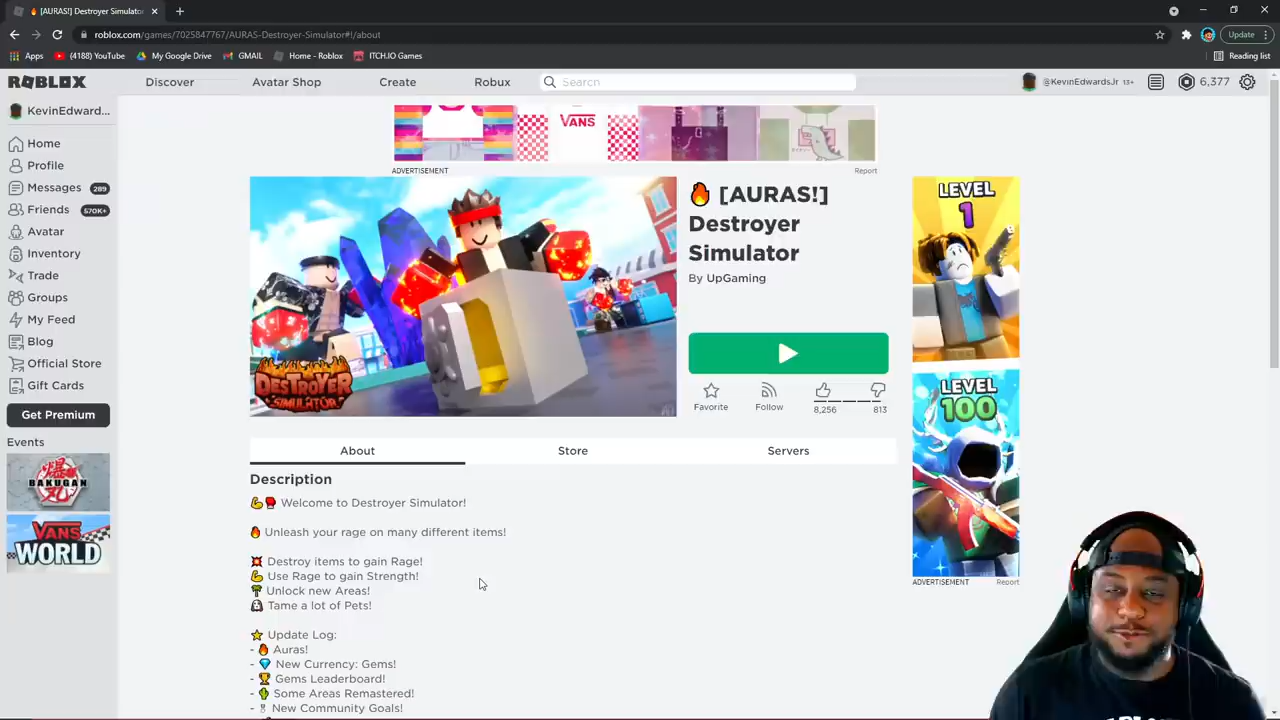 [AURAS!] Destroyer Simulato
roblox.com/games/7025847767/AURAS-Destroyer-Simulator#!/about
Update
Apps
(4188) YouTube
My Google Drive
GMAIL
Home - Roblox
ITCH.IO Games
Reading list
ROBLOX
Discover
Avatar Shop
Create
Robux
Search
@KevinEdwardsJr 13+
6,377
KevinEdward...
Home
Profile
Messages 289
Friends 570K+
Avatar
Inventory
Trade
Groups
My Feed
Blog
Official Store
Gift Cards
Get Premium
Events
BAKUGAN
VANS
WORLD
VANS
ADVERTISEMENT
Report
DESTROYER
SIMULATOR
🔥 [AURAS!]
Destroyer
Simulator
By UpGaming
Favorite
Follow
8,256
813
LEVEL
1
LEVEL
100
ADVERTISEMENT
Report
About
Store
Servers
Description
💪🥊 Welcome to Destroyer Simulator!
🔥 Unleash your rage on many different items!
💥 Destroy items to gain Rage!
💪 Use Rage to gain Strength!
🌴 Unlock new Areas!
🐶 Tame a lot of Pets!
⭐ Update Log:
- 🔥 Auras!
- 💎 New Currency: Gems!
- 🏆 Gems Leaderboard!
- 🌵 Some Areas Remastered!
- 🎖 New Community Goals!